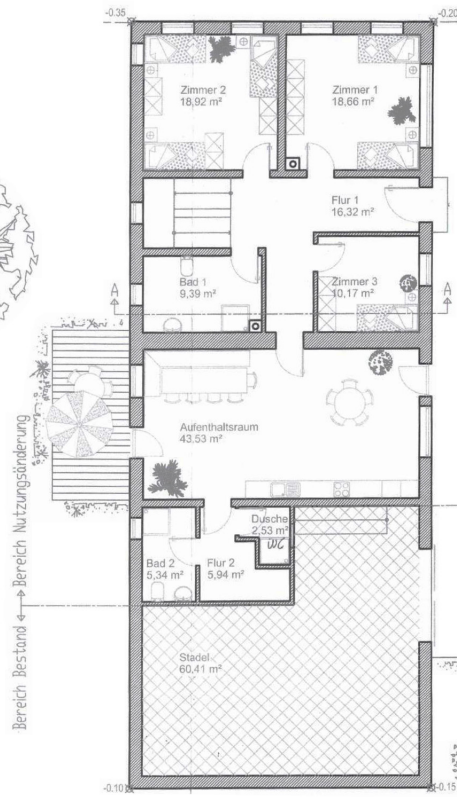 -0.35
-0.20
Zimmer 2
18,92 m²
Zimmer 1
18,66 m²
Flur 1
16,32 m²
Bad 1
9,39 m²
Zimmer 3
10,17 m²
A
A
Aufenthaltsraum
43,53 m²
Bereich Bestand
Bereich Nutzungsänderung
Dusche
2,53 m²
WC
Bad 2
5,34 m²
Flur 2
5,94 m²
Stadel
60,41 m²
-0.10
-0.15